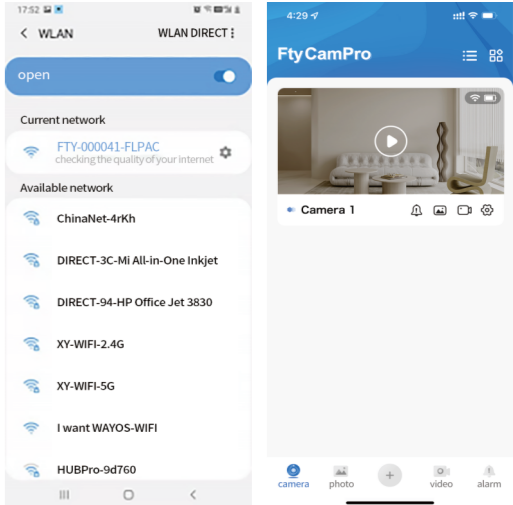 17:52
WLAN
WLAN DIRECT
open
Current network
FTY-000041-FLPAC
checking the quality of your internet
Available network
ChinaNet-4rKh
DIRECT-3C-Mi All-in-One Inkjet
DIRECT-94-HP Office Jet 3830
XY-WIFI-2.4G
XY-WIFI-5G
I want WAYOS-WIFI
HUBPro-9d760
4:29
FtyCamPro
Camera 1
camera
photo
video
alarm